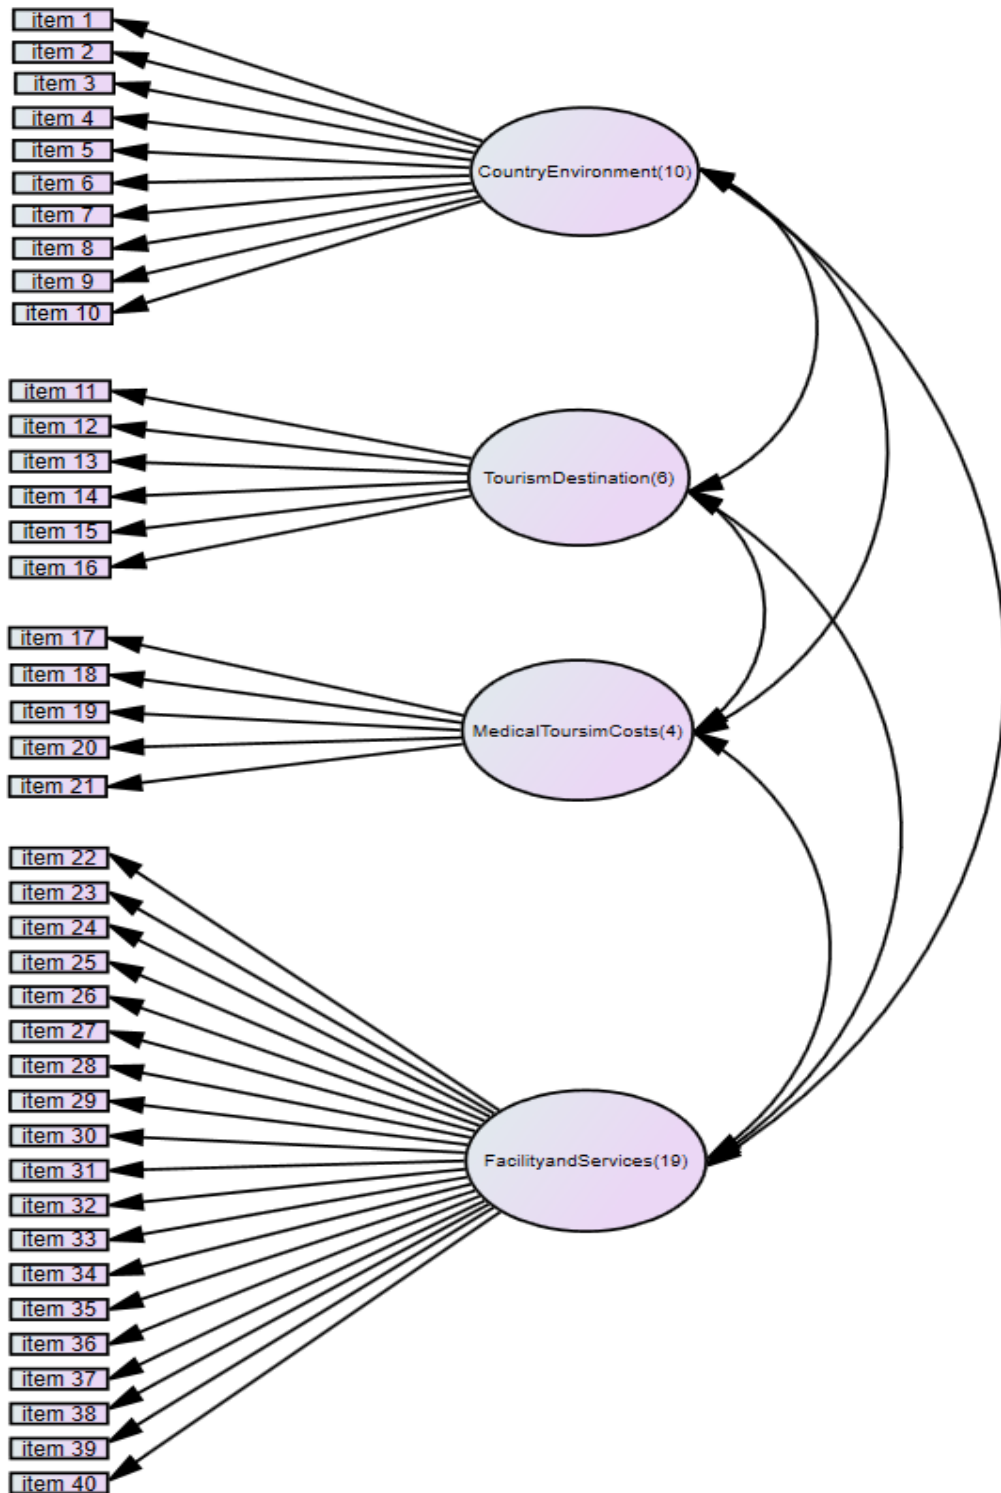 item 1
item 2
item 3
item 4
item 5
item 6
item 7
item 8
item 9
item 10
CountryEnvironment(10)
item 11
item 12
item 13
item 14
item 15
item 16
TourismDestination(6)
item 17
item 18
item 19
item 20
item 21
MedicalToursimCosts(4)
item 22
item 23
item 24
item 25
item 26
item 27
item 28
item 29
item 30
item 31
item 32
item 33
item 34
item 35
item 36
item 37
item 38
item 39
item 40
FacilityandServices(19)